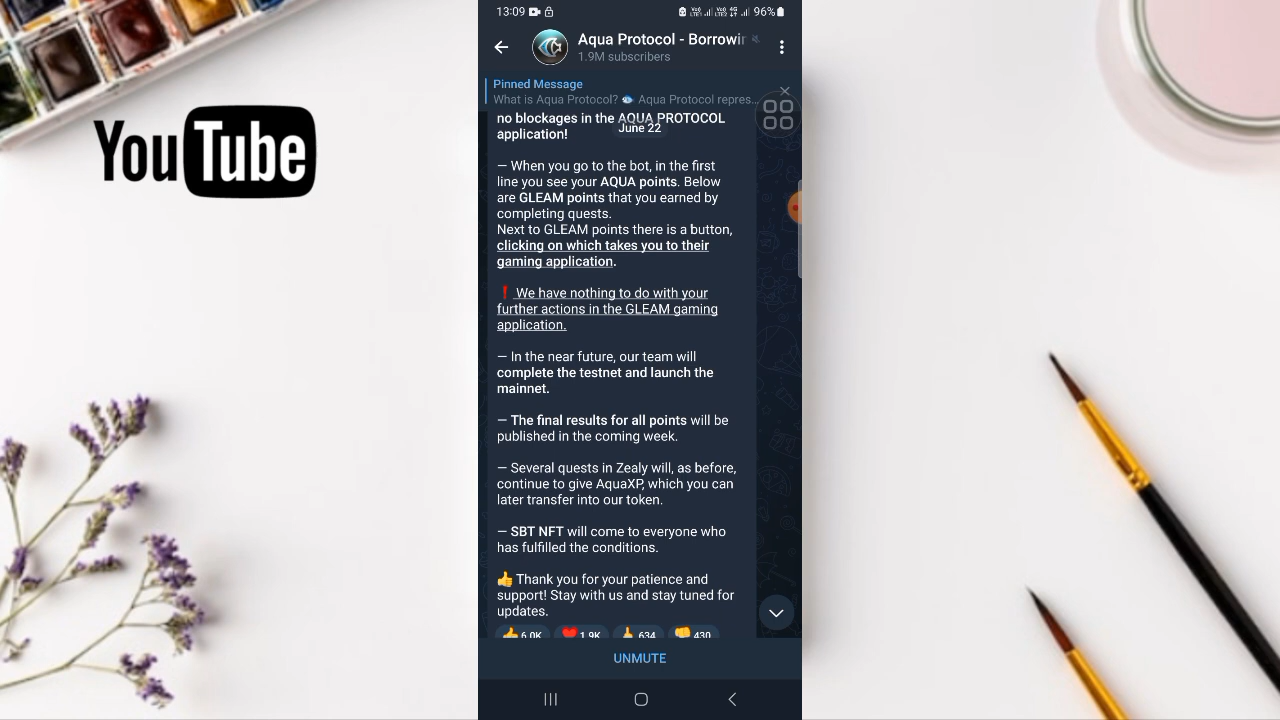 YouTube
13:09
96%
Aqua Protocol - Borrowin
1.9M subscribers
Pinned Message
What is Aqua Protocol? 🐟 Aqua Protocol repres...
no blockages in the AQUA PROTOCOL
application!
June 22
— When you go to the bot, in the first
line you see your AQUA points. Below
are GLEAM points that you earned by
completing quests.
Next to GLEAM points there is a button,
clicking on which takes you to their
gaming application.
❗ We have nothing to do with your
further actions in the GLEAM gaming
application.
— In the near future, our team will
complete the testnet and launch the
mainnet.
— The final results for all points will be
published in the coming week.
— Several quests in Zealy will, as before,
continue to give AquaXP, which you can
later transfer into our token.
— SBT NFT will come to everyone who
has fulfilled the conditions.
👍 Thank you for your patience and
support! Stay with us and stay tuned for
updates.
6.0K 1.9K 634 430
UNMUTE